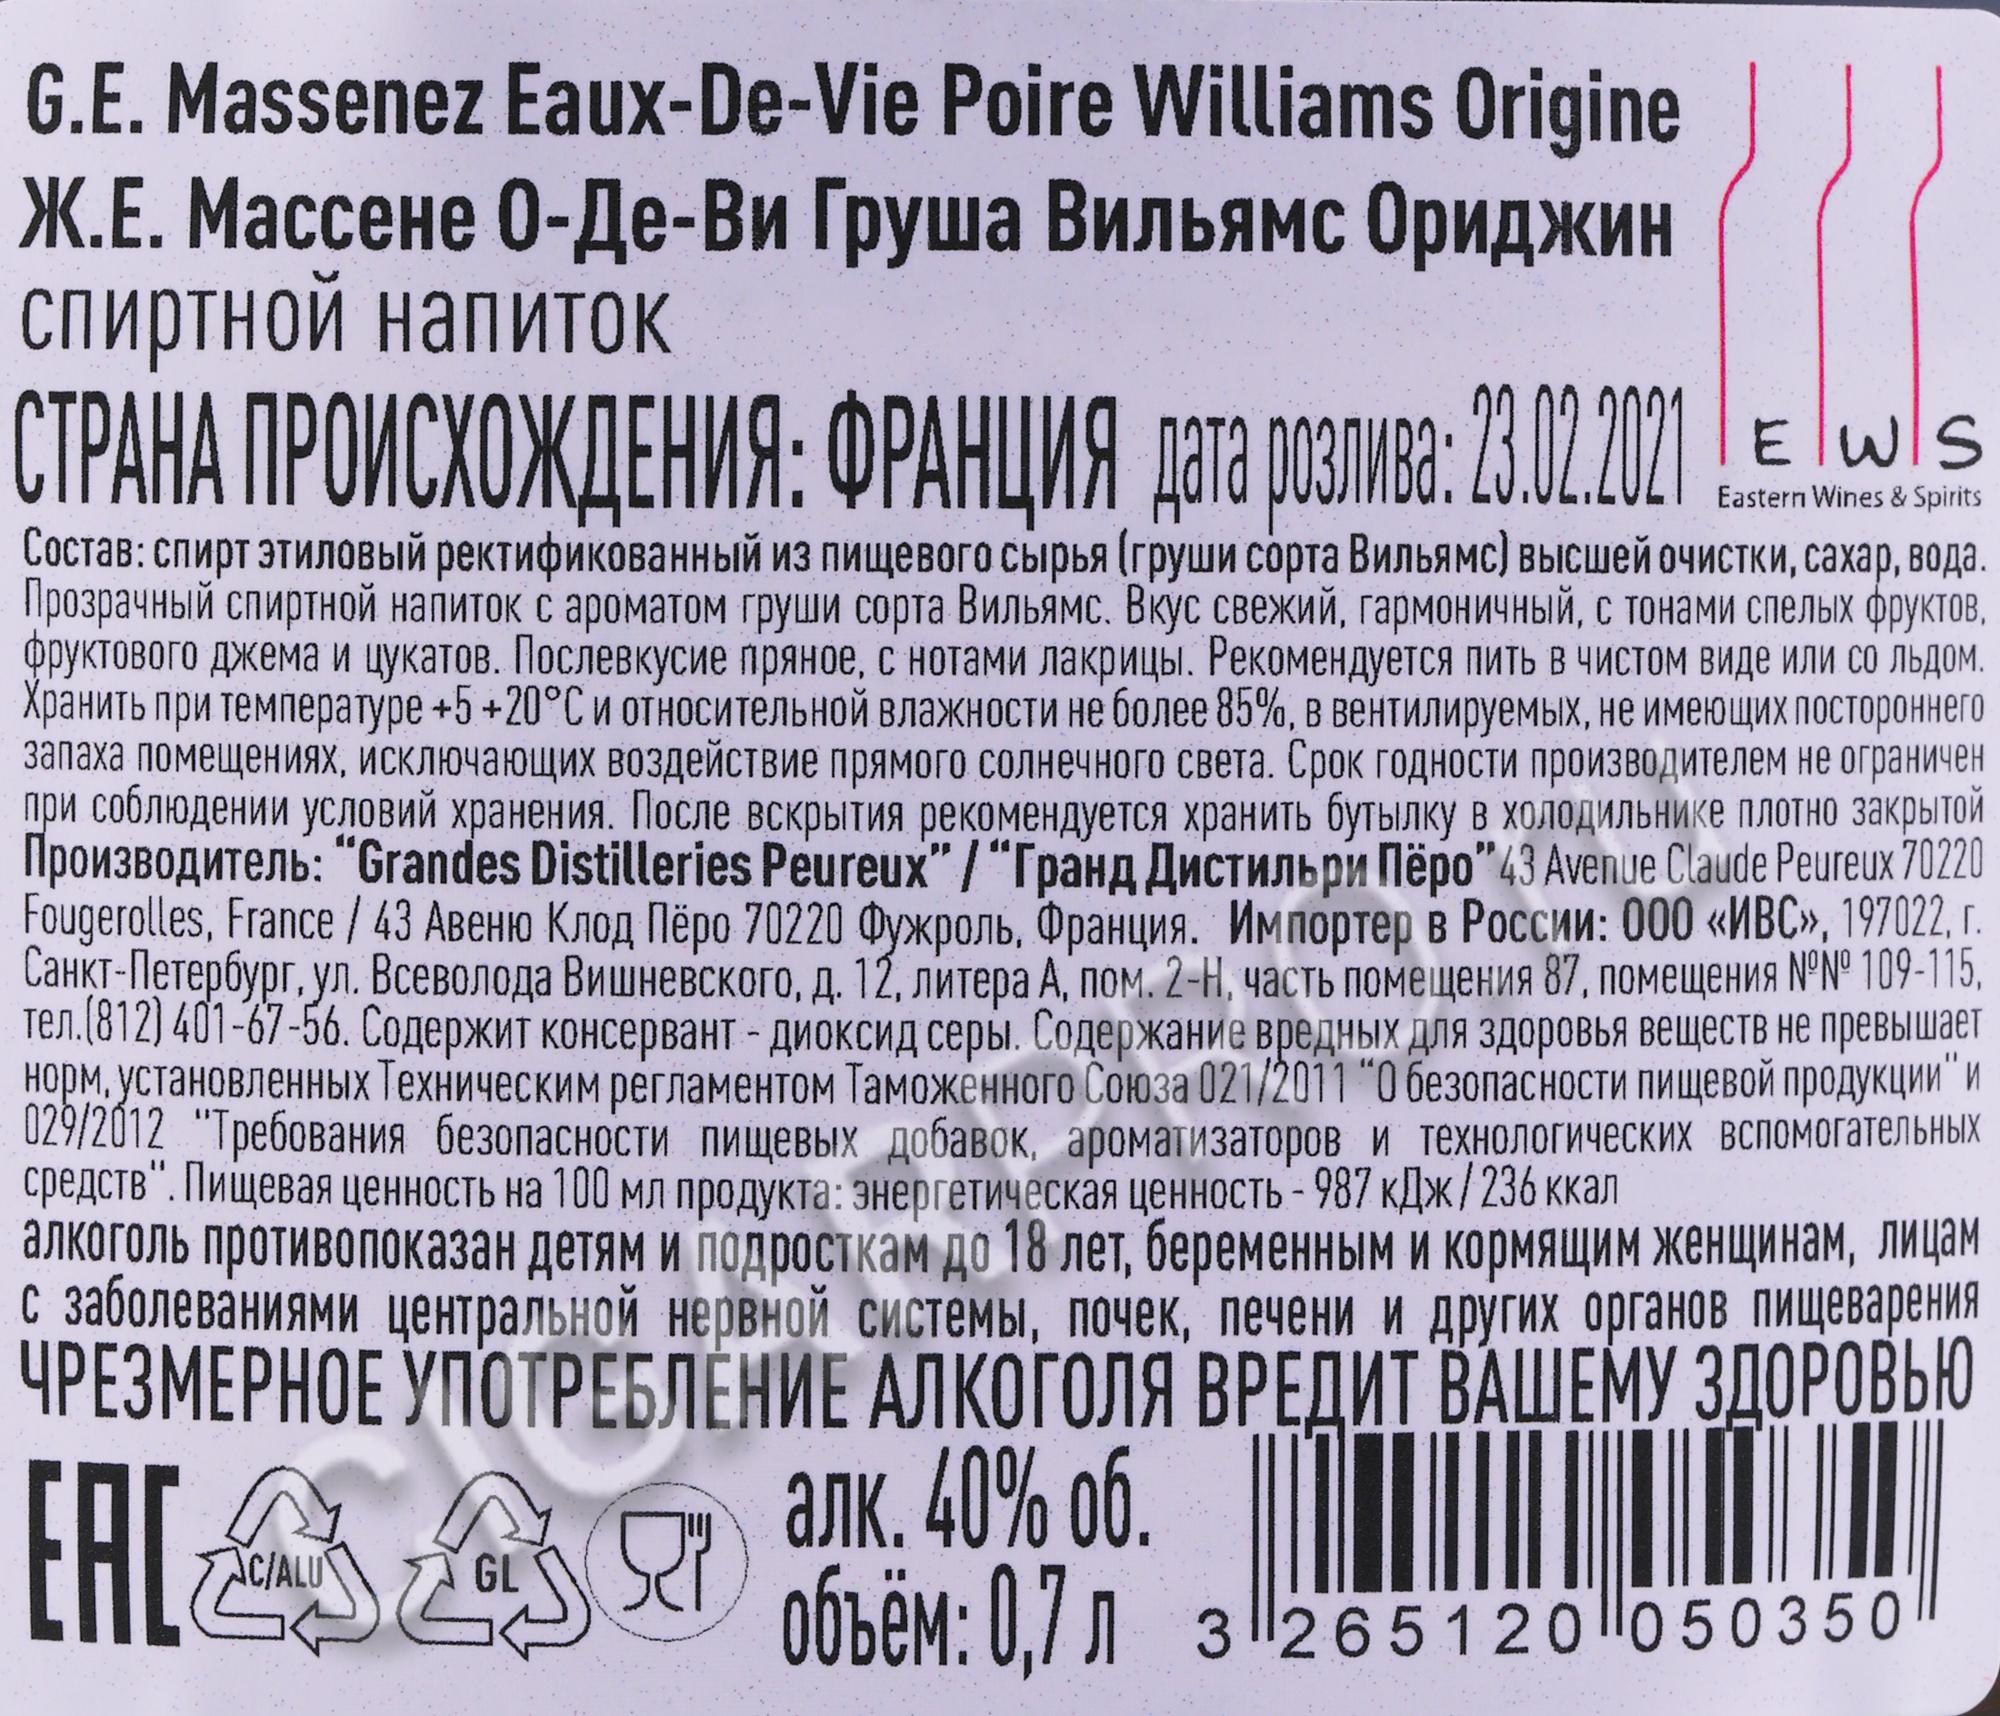 G.E. Massenez Eaux-De-Vie Poire Williams Origine
Ж.Е. Массене О-Де-Ви Груша Вильямс Ориджин
спиртной напиток
СТРАНА ПРОИСХОЖДЕНИЯ: ФРАНЦИЯ дата розлива: 23.02.2021
E W S
Eastern Wines & Spirits
Состав: спирт этиловый ректификованный из пищевого сырья (груши сорта Вильямс) высшей очистки, сахар, вода.
Прозрачный спиртной напиток с ароматом груши сорта Вильямс. Вкус свежий, гармоничный, с тонами спелых фруктов,
фруктового джема и цукатов. Послевкусие пряное, с нотами лакрицы. Рекомендуется пить в чистом виде или со льдом.
Хранить при температуре +5 +20°С и относительной влажности не более 85%, в вентилируемых, не имеющих постороннего
запаха помещениях, исключающих воздействие прямого солнечного света. Срок годности производителем не ограничен
при соблюдении условий хранения. После вскрытия рекомендуется хранить бутылку в холодильнике плотно закрытой
Производитель: "Grandes Distilleries Peureux" / "Гранд Дистильри Пёро" 43 Avenue Claude Peureux 70220
Fougerolles, France / 43 Авеню Клод Пёро 70220 Фужроль, Франция. Импортер в России: ООО «ИВС», 197022, г.
Санкт-Петербург, ул. Всеволода Вишневского, д. 12, литера А, пом. 2-Н, часть помещения 87, помещения №№ 109-115,
тел.(812) 401-67-56. Содержит консервант - диоксид серы. Содержание вредных для здоровья веществ не превышает
норм, установленных Техническим регламентом Таможенного Союза 021/2011 "О безопасности пищевой продукции" и
029/2012 "Требования безопасности пищевых добавок, ароматизаторов и технологических вспомогательных
средств". Пищевая ценность на 100 мл продукта: энергетическая ценность - 987 кДж / 236 ккал
алкоголь противопоказан детям и подросткам до 18 лет, беременным и кормящим женщинам, лицам
с заболеваниями центральной нервной системы, почек, печени и других органов пищеварения
ЧРЕЗМЕРНОЕ УПОТРЕБЛЕНИЕ АЛКОГОЛЯ ВРЕДИТ ВАШЕМУ ЗДОРОВЬЮ
EAC C/ALU GL
алк. 40% об.
объём: 0,7 л
3 265120 050350
CIGARPRO.ru